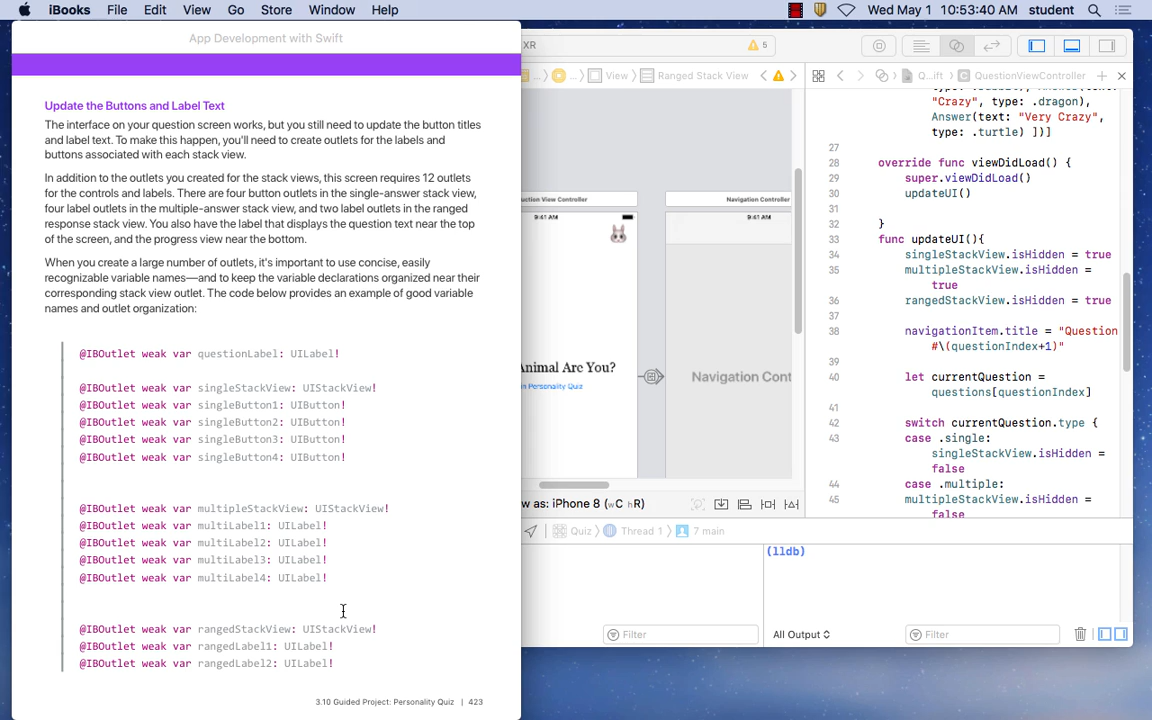 iBooks File Edit View Go Store Window Help Wed May 1 10:53:40 AM student
App Development with Swift
Update the Buttons and Label Text
The interface on your question screen works, but you still need to update the button titles
and label text. To make this happen, you'll need to create outlets for the labels and
buttons associated with each stack view.
In addition to the outlets you created for the stack views, this screen requires 12 outlets
for the controls and labels. There are four button outlets in the single-answer stack view,
four label outlets in the multiple-answer stack view, and two label outlets in the ranged
response stack view. You also have the label that displays the question text near the top
of the screen, and the progress view near the bottom.
When you create a large number of outlets, it's important to use concise, easily
recognizable variable names—and to keep the variable declarations organized near their
corresponding stack view outlet. The code below provides an example of good variable
names and outlet organization:
@IBOutlet weak var questionLabel: UILabel!
@IBOutlet weak var singleStackView: UIStackView!
@IBOutlet weak var singleButton1: UIButton!
@IBOutlet weak var singleButton2: UIButton!
@IBOutlet weak var singleButton3: UIButton!
@IBOutlet weak var singleButton4: UIButton!
@IBOutlet weak var multipleStackView: UIStackView!
@IBOutlet weak var multiLabel1: UILabel!
@IBOutlet weak var multiLabel2: UILabel!
@IBOutlet weak var multiLabel3: UILabel!
@IBOutlet weak var multiLabel4: UILabel!
@IBOutlet weak var rangedStackView: UIStackView!
@IBOutlet weak var rangedLabel1: UILabel!
@IBOutlet weak var rangedLabel2: UILabel!
3.10 Guided Project: Personality Quiz | 423
XR 5
... ... View Ranged Stack View
Q...ift QuestionViewController
uction View Controller
9:41 AM
Animal Are You?
n Personality Quiz
Navigation Controller
9:41 AM
Navigation Cont
w as: iPhone 8 (wC hR)
"Crazy", type: .dragon),
Answer(text:
"Very Crazy",
type: .turtle) ])]
27
28 override func viewDidLoad() {
29 super.viewDidLoad()
30 updateUI()
31
32 }
33 func updateUI(){
34 singleStackView.isHidden = true
35 multipleStackView.isHidden =
true
36 rangedStackView.isHidden = true
37
38 navigationItem.title = "Question
#\(questionIndex+1)"
39
40 let currentQuestion =
questions[questionIndex]
41
42 switch currentQuestion.type {
43 case .single:
singleStackView.isHidden =
false
44 case .multiple:
45 multipleStackView.isHidden =
false
Quiz Thread 1 7 main
(lldb)
Filter All Output Filter